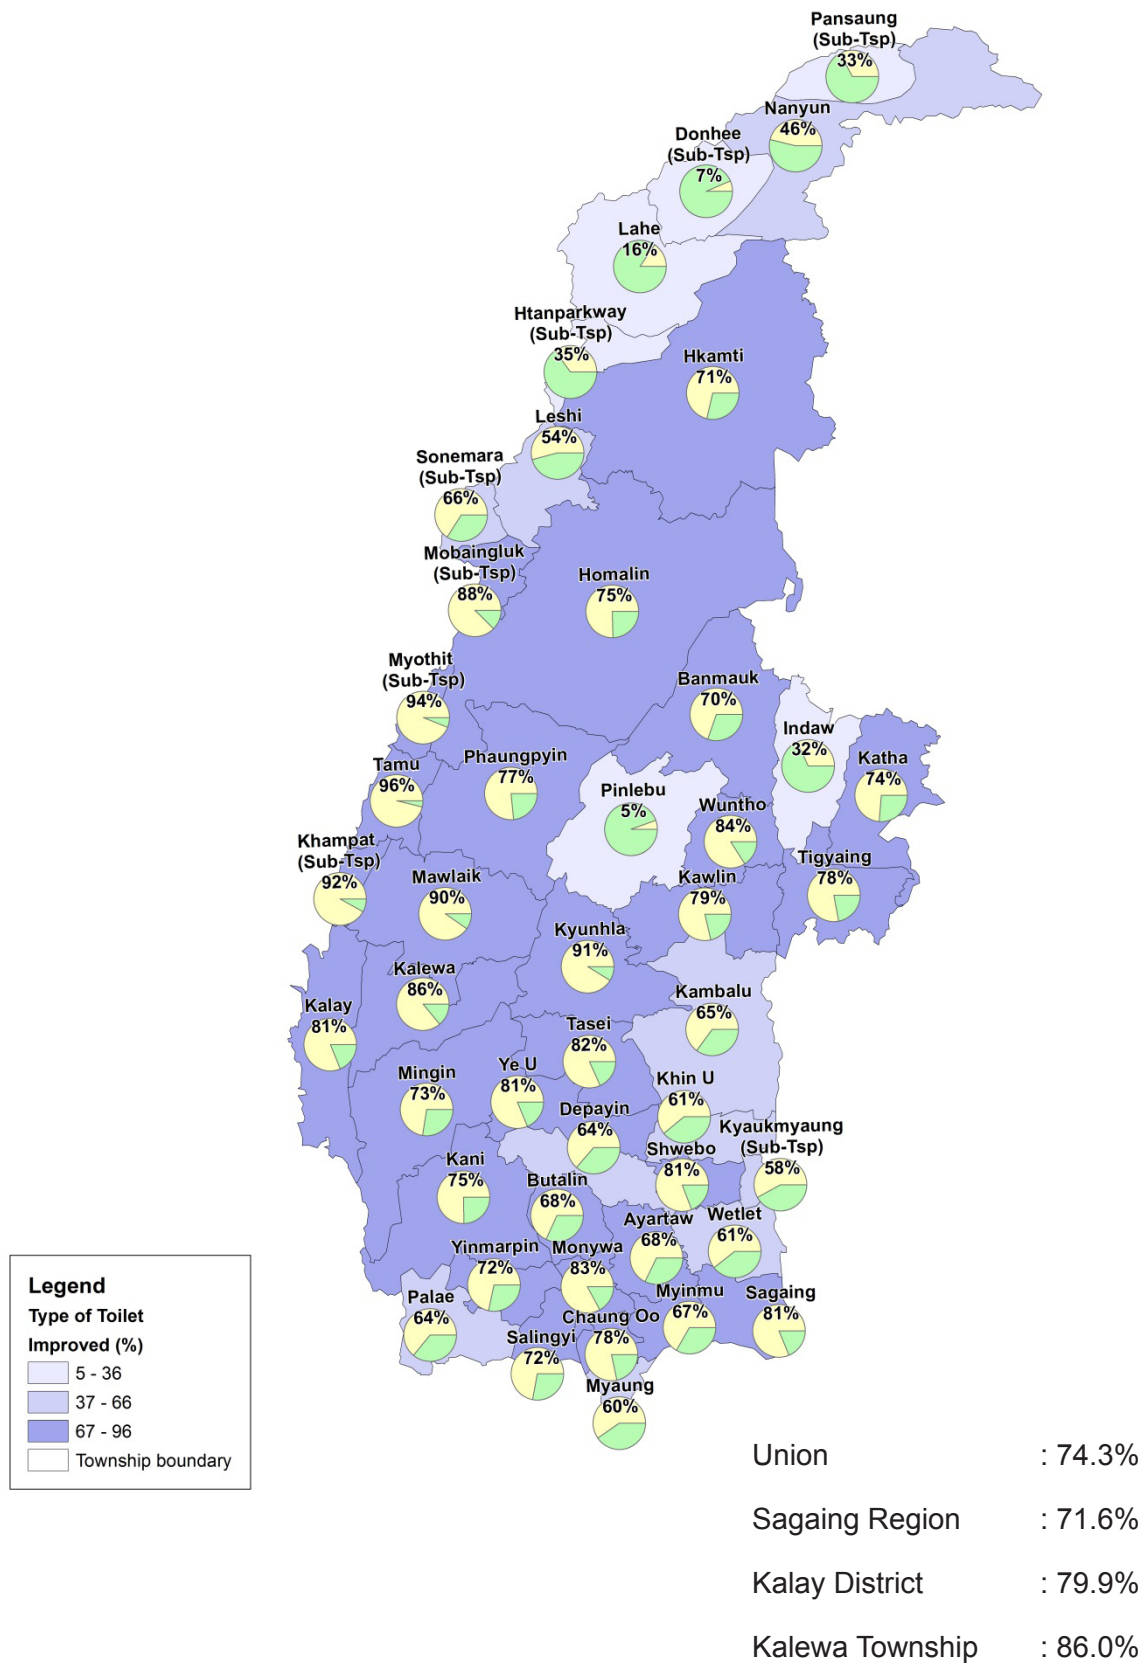 Pansaung
(Sub-Tsp)
33%
Nanyun
46%
Donhee
(Sub-Tsp)
7%
Lahe
16%
Htanparkway
(Sub-Tsp)
35%
Hkamti
71%
Leshi
54%
Sonemara
(Sub-Tsp)
66%
Mobaingluk
(Sub-Tsp)
88%
Homalin
75%
Myothit
(Sub-Tsp)
94%
Banmauk
70%
Indaw
32%
Katha
74%
Tamu
96%
Phaungpyin
77%
Pinlebu
5%
Wuntho
84%
Khampat
(Sub-Tsp)
92%
Mawlaik
90%
Kawlin
79%
Tigyaing
78%
Kyunhla
91%
Kalewa
86%
Kalay
81%
Kambalu
65%
Tasei
82%
Mingin
73%
Ye U
81%
Khin U
61%
Depayin
64%
Kyaukmyaung
(Sub-Tsp)
58%
Shwebo
81%
Kani
75%
Butalin
68%
Ayartaw
68%
Wetlet
61%
Yinmarpin
72%
Monywa
83%
Palae
64%
Salingyi
72%
Chaung Oo
78%
Myinmu
67%
Sagaing
81%
Myaung
60%
Legend
Type of Toilet
Improved (%)
5 - 36
37 - 66
67 - 96
Township boundary
Union : 74.3%
Sagaing Region : 71.6%
Kalay District : 79.9%
Kalewa Township : 86.0%